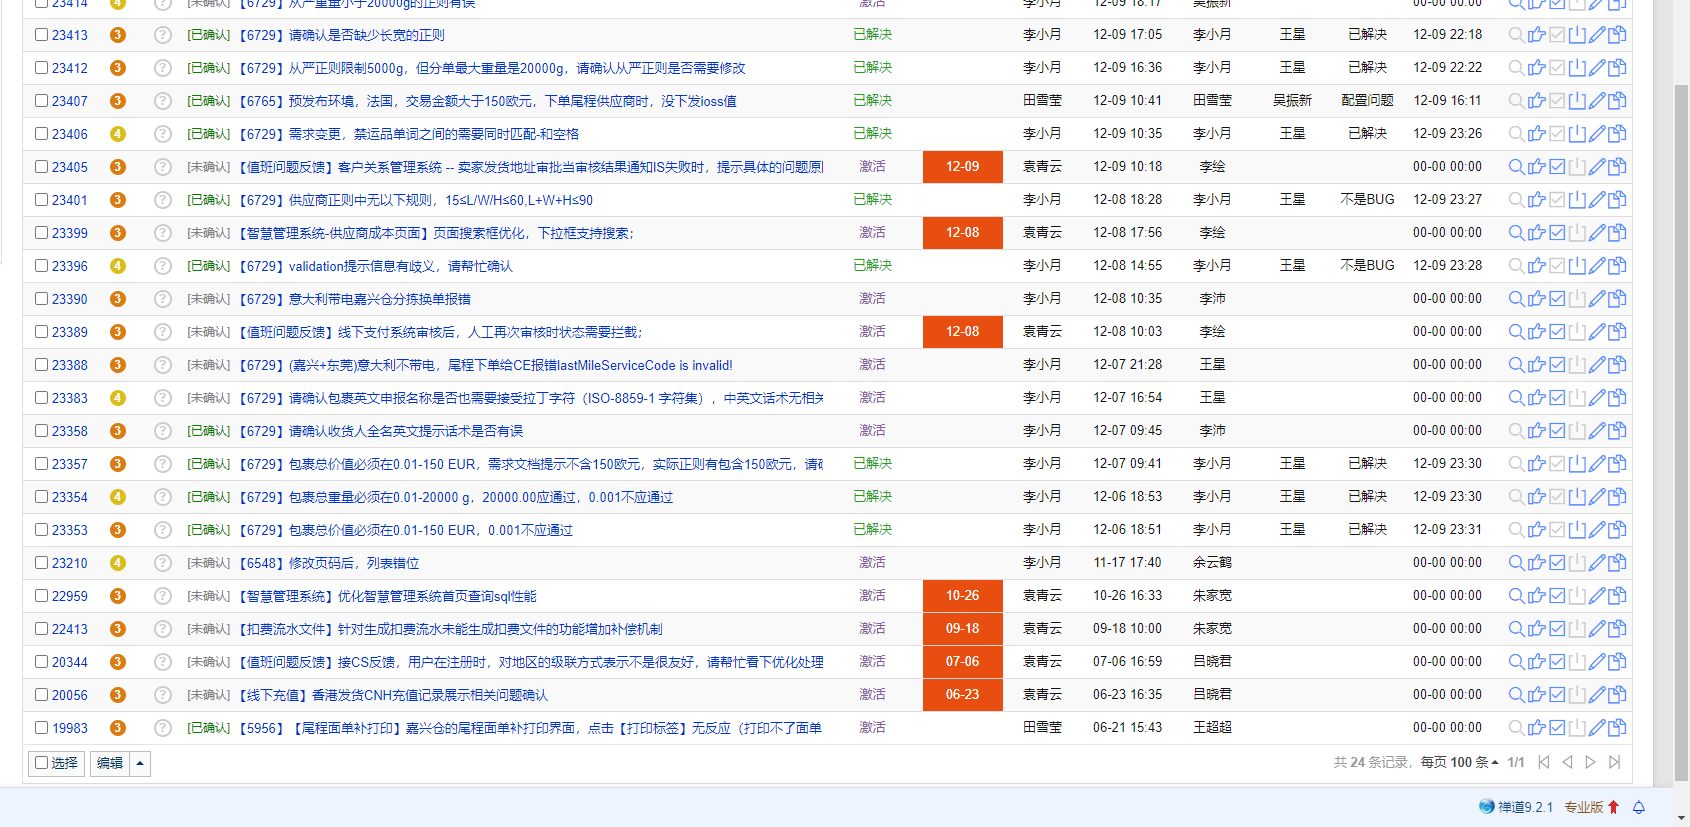 23414 4 ? [未确认] 【6729】从严重量小于20000g的正则有误 激活 李小月 12-09 18:17 吴振新 00-00 00:00
23413 3 ? [已确认] 【6729】请确认是否缺少长宽的正则 已解决 李小月 12-09 17:05 李小月 王星 已解决 12-09 22:18
23412 3 ? [已确认] 【6729】从严正则限制5000g，但分单最大重量是20000g，请确认从严正则是否需要修改 已解决 李小月 12-09 16:36 李小月 王星 已解决 12-09 22:22
23407 3 ? [已确认] 【6765】预发布环境，法国，交易金额大于150欧元，下单尾程供应商时，没下发ioss值 已解决 田雪莹 12-09 10:41 田雪莹 吴振新 配置问题 12-09 16:11
23406 4 ? [已确认] 【6729】需求变更，禁运品单词之间的需要同时匹配-和空格 已解决 李小月 12-09 10:35 李小月 王星 已解决 12-09 23:26
23405 3 ? [未确认] 【值班问题反馈】客户关系管理系统 -- 卖家发货地址审批当审核结果通知IS失败时，提示具体的问题原 激活 12-09 袁青云 12-09 10:18 李绘 00-00 00:00
23401 3 ? [已确认] 【6729】供应商正则中无以下规则，15≤L/W/H≤60,L+W+H≤90 已解决 李小月 12-08 18:28 李小月 王星 不是BUG 12-09 23:27
23399 3 ? [未确认] 【智慧管理系统-供应商成本页面】页面搜索框优化，下拉框支持搜索； 激活 12-08 袁青云 12-08 17:56 李绘 00-00 00:00
23396 4 ? [已确认] 【6729】validation提示信息有歧义，请帮忙确认 已解决 李小月 12-08 14:55 李小月 王星 不是BUG 12-09 23:28
23390 3 ? [未确认] 【6729】意大利带电嘉兴仓分拣换单报错 激活 李小月 12-08 10:35 李沛 00-00 00:00
23389 3 ? [未确认] 【值班问题反馈】线下支付系统审核后，人工再次审核时状态需要拦截； 激活 12-08 袁青云 12-08 10:03 李绘 00-00 00:00
23388 3 ? [未确认] 【6729】(嘉兴+东莞)意大利不带电，尾程下单给CE报错lastMileServiceCode is invalid! 激活 李小月 12-07 21:28 王星 00-00 00:00
23383 4 ? [未确认] 【6729】请确认包裹英文申报名称是否也需要接受拉丁字符（ISO-8859-1 字符集），中英文话术无相关 激活 李小月 12-07 16:54 王星 00-00 00:00
23358 3 ? [已确认] 【6729】请确认收货人全名英文提示话术是否有误 激活 李小月 12-07 09:45 李沛 00-00 00:00
23357 3 ? [已确认] 【6729】包裹总价值必须在0.01-150 EUR，需求文档提示不含150欧元，实际正则有包含150欧元，请 已解决 李小月 12-07 09:41 李小月 王星 已解决 12-09 23:30
23354 4 ? [已确认] 【6729】包裹总重量必须在0.01-20000 g，20000.00应通过，0.001不应通过 已解决 李小月 12-06 18:53 李小月 王星 已解决 12-09 23:30
23353 3 ? [已确认] 【6729】包裹总价值必须在0.01-150 EUR，0.001不应通过 已解决 李小月 12-06 18:51 李小月 王星 已解决 12-09 23:31
23210 4 ? [未确认] 【6548】修改页码后，列表错位 激活 李小月 11-17 17:40 余云鹤 00-00 00:00
22959 3 ? [未确认] 【智慧管理系统】优化智慧管理系统首页查询sql性能 激活 10-26 袁青云 10-26 16:33 朱家宽 00-00 00:00
22413 3 ? [未确认] 【扣费流水文件】针对生成扣费流水未能生成扣费文件的功能增加补偿机制 激活 09-18 袁青云 09-18 10:00 朱家宽 00-00 00:00
20344 3 ? [未确认] 【值班问题反馈】接CS反馈，用户在注册时，对地区的级联方式表示不是很友好，请帮忙看下优化处理 激活 07-06 袁青云 07-06 16:59 吕晓君 00-00 00:00
20056 3 ? [未确认] 【线下充值】香港发货CNH充值记录展示相关问题确认 激活 06-23 袁青云 06-23 16:35 吕晓君 00-00 00:00
19983 3 ? [已确认] 【5956】【尾程面单补打印】嘉兴仓的尾程面单补打印界面，点击【打印标签】无反应（打印不了面单 激活 田雪莹 06-21 15:43 王超超 00-00 00:00
选择 编辑 共 24 条记录，每页 100 条 1/1
禅道9.2.1 专业版